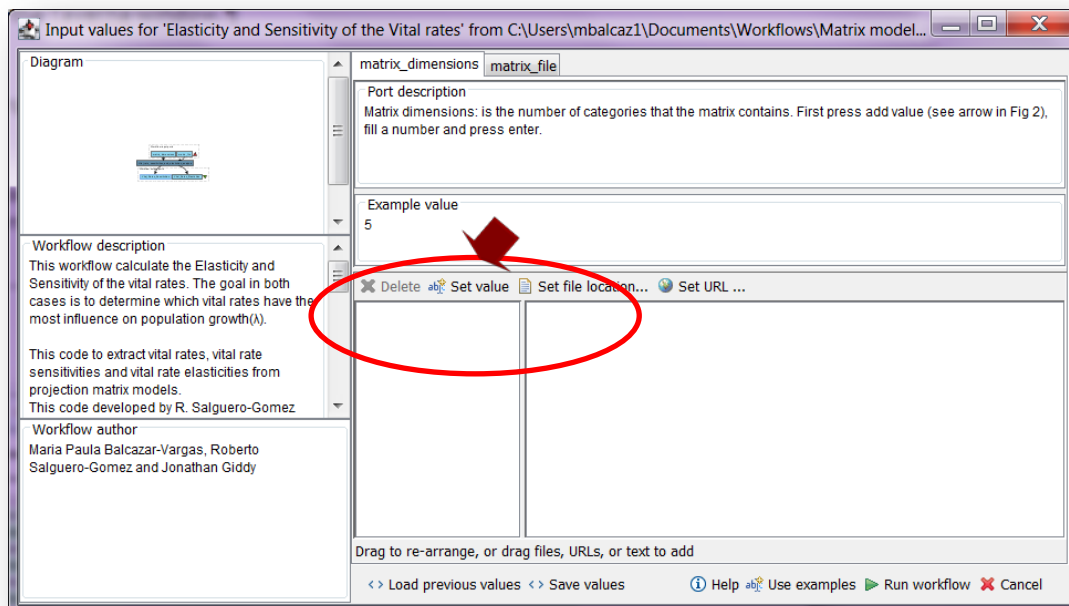 Input values for 'Elasticity and Sensitivity of the Vital rates' from C:\Users\mbalcaz1\Documents\Workflows\Matrix model...
Diagram
Workflow description
This workflow calculate the Elasticity and
Sensitivity of the vital rates. The goal in both
cases is to determine which vital rates have the
most influence on population growth(λ).
This code to extract vital rates, vital rate
sensitivities and vital rate elasticities from
projection matrix models.
This code developed by R. Salguero-Gomez
Workflow author
Maria Paula Balcazar-Vargas, Roberto
Salguero-Gomez and Jonathan Giddy
matrix_dimensions matrix_file
Port description
Matrix dimensions: is the number of categories that the matrix contains. First press add value (see arrow in Fig 2),
fill a number and press enter.
Example value
5
Delete Set value Set file location... Set URL ...
Drag to re-arrange, or drag files, URLs, or text to add
Load previous values Save values Help Use examples Run workflow Cancel